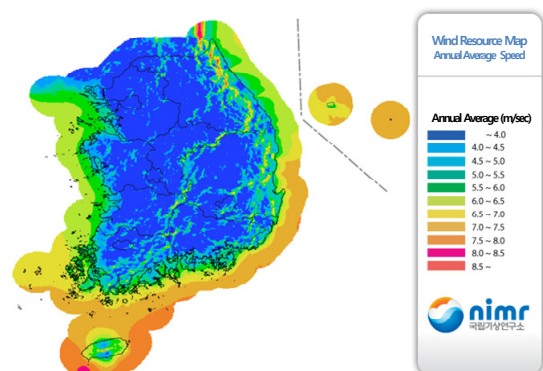 Wind Resource Map
Annual Average Speed
Annual Average (m/sec)
~ 4.0
4.0 ~ 4.5
4.5 ~ 5.0
5.0 ~ 5.5
5.5 ~ 6.0
6.0 ~ 6.5
6.5 ~ 7.0
7.0 ~ 7.5
7.5 ~ 8.0
8.0 ~ 8.5
8.5 ~
nimr
국립기상연구소